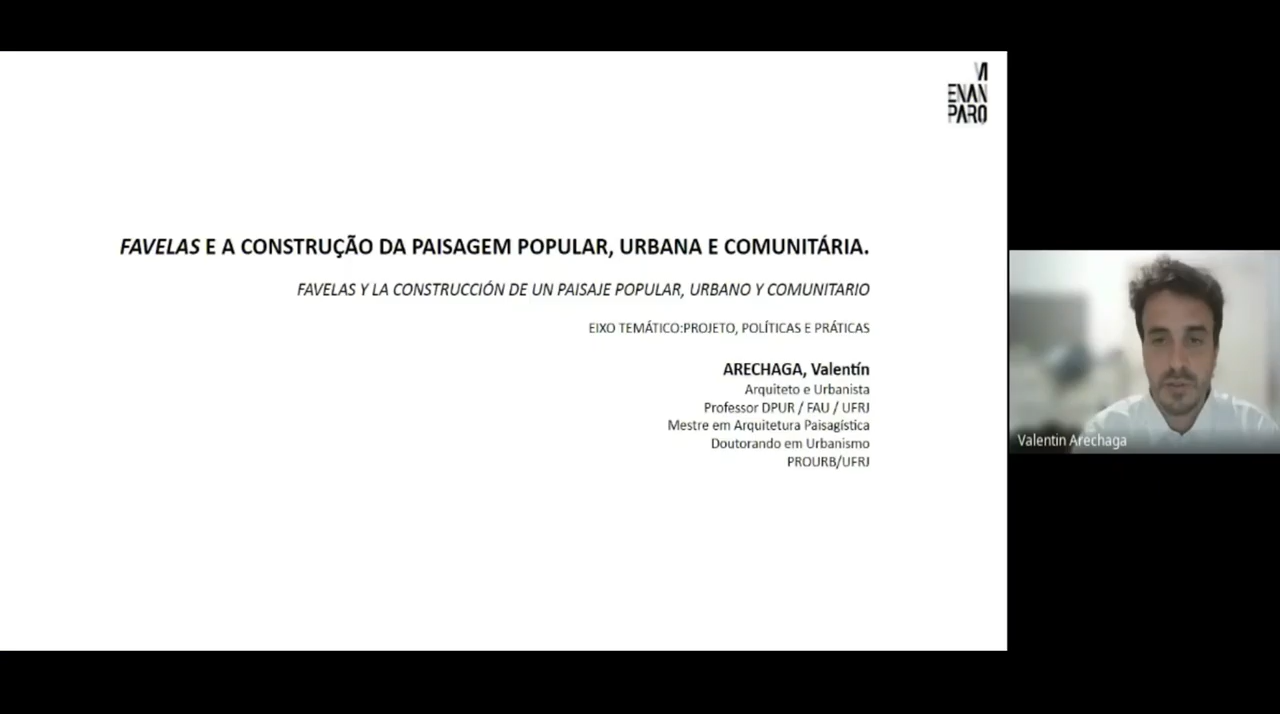 VI
ENAN
PARQ
FAVELAS E A CONSTRUÇÃO DA PAISAGEM POPULAR, URBANA E COMUNITÁRIA.
FAVELAS Y LA CONSTRUCCIÓN DE UN PAISAJE POPULAR, URBANO Y COMUNITARIO
EIXO TEMÁTICO:PROJETO, POLÍTICAS E PRÁTICAS
ARECHAGA, Valentín
Arquiteto e Urbanista
Professor DPUR / FAU / UFRJ
Mestre em Arquitetura Paisagística
Doutorando em Urbanismo
PROURB/UFRJ
Valentin Arechaga